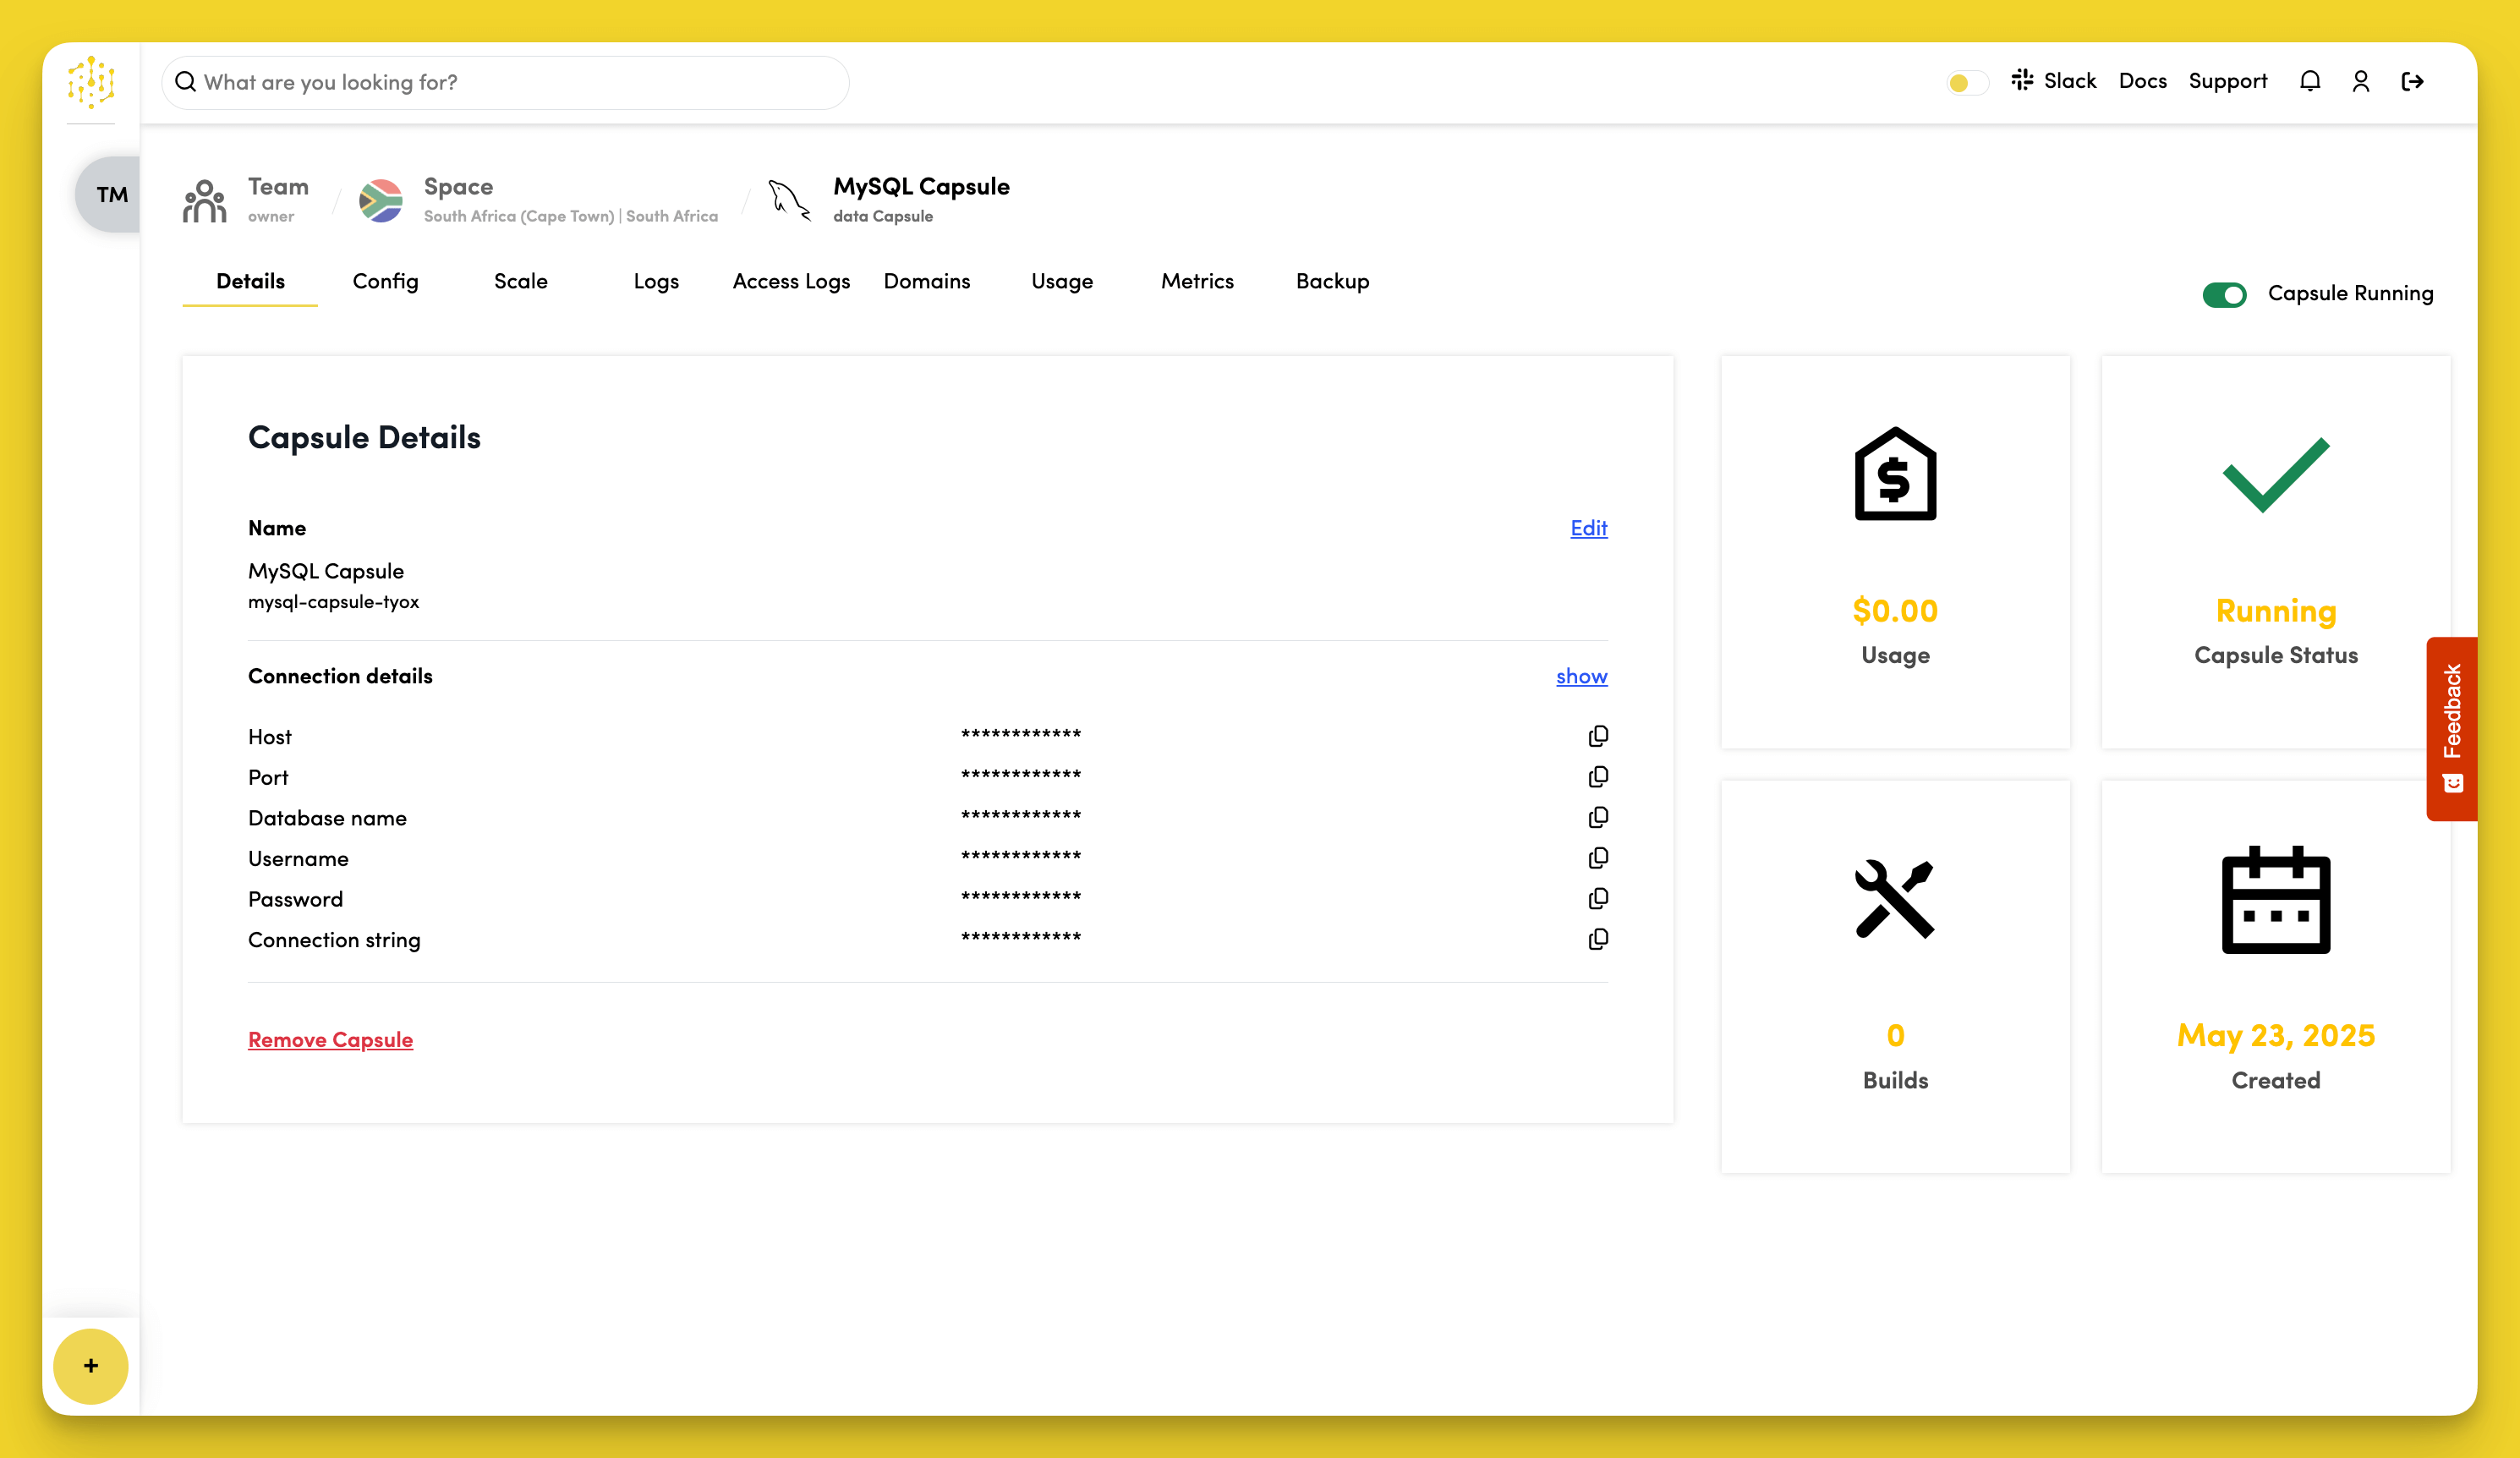 What are you looking for?
Slack Docs Support
TM
Team
owner
Space
South Africa (Cape Town) | South Africa
MySQL Capsule
data Capsule
Details Config Scale Logs Access Logs Domains Usage Metrics Backup
Capsule Running
Capsule Details
Name
Edit
MySQL Capsule
mysql-capsule-tyox
Connection details
show
Host ************
Port ************
Database name ************
Username ************
Password ************
Connection string ************
Remove Capsule
$0.00
Usage
Running
Capsule Status
0
Builds
May 23, 2025
Created
Feedback
+